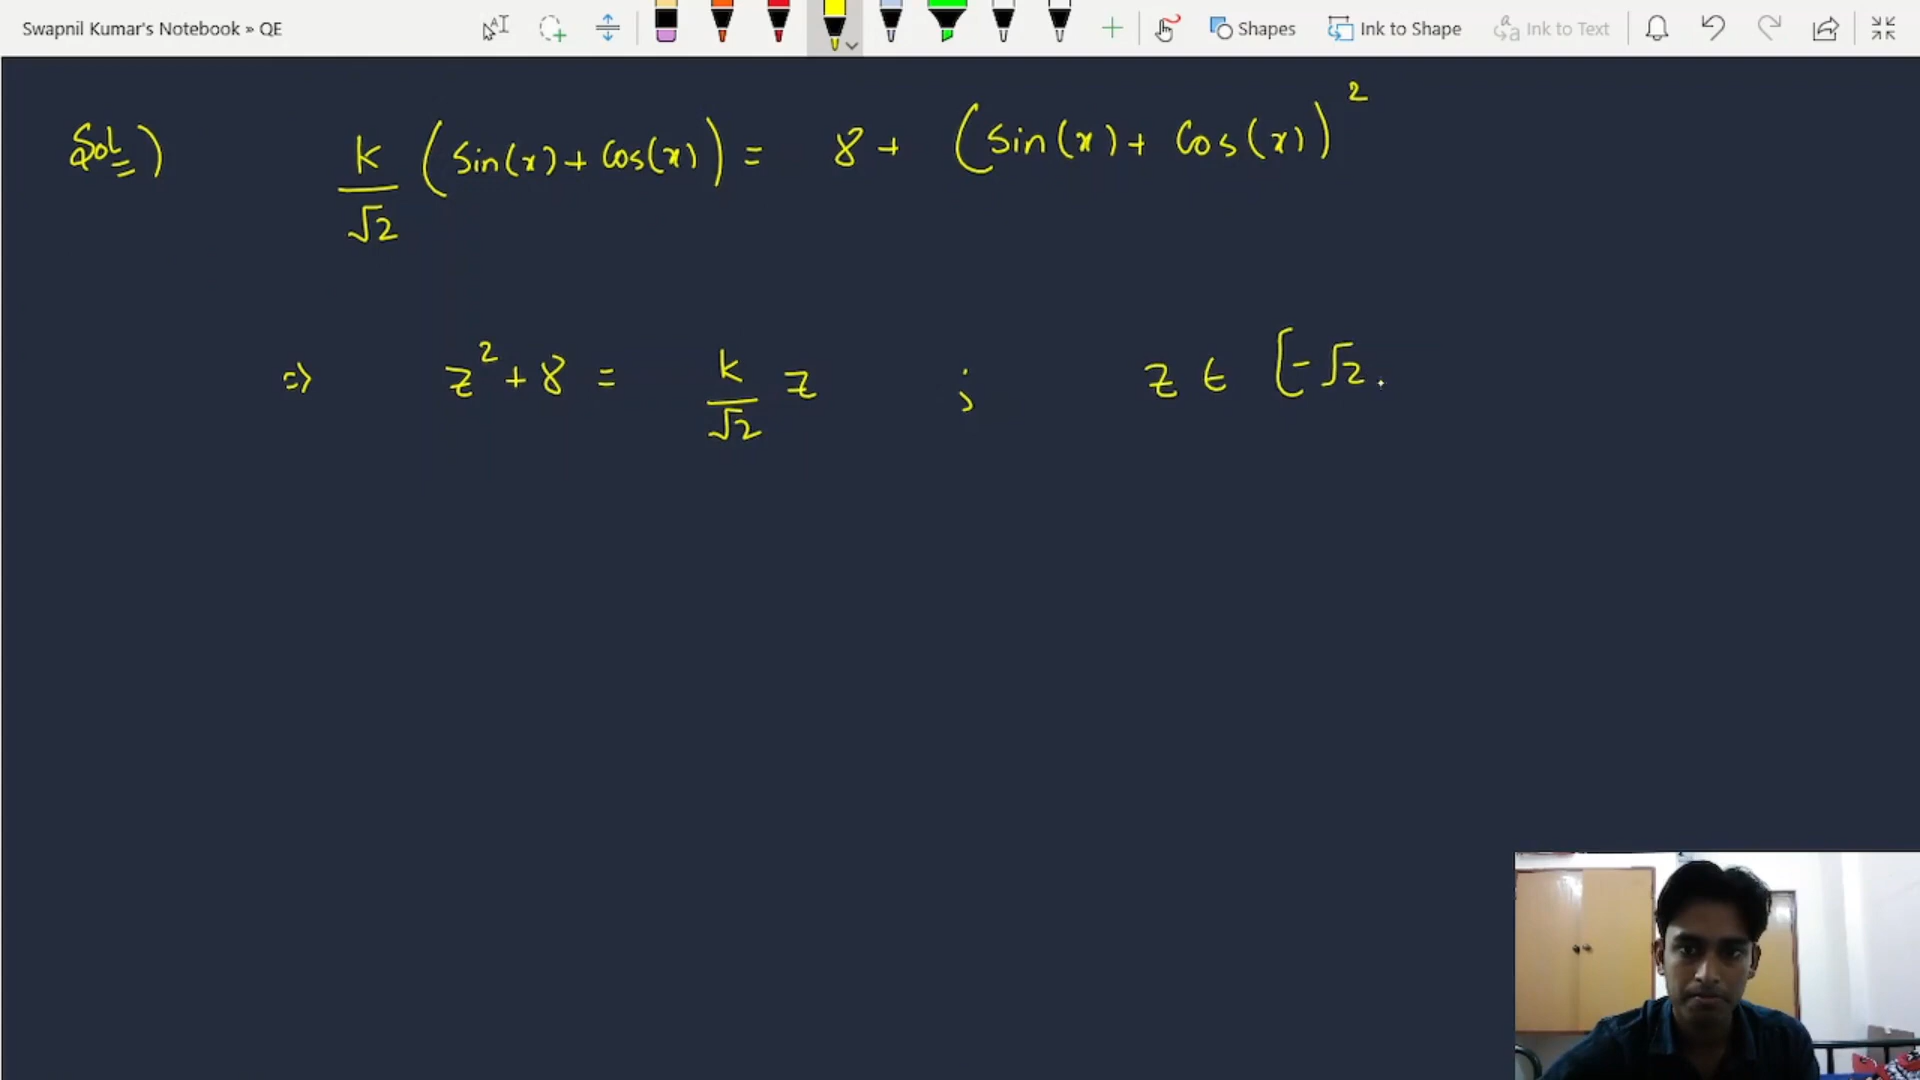 Swapnil Kumar's Notebook » QE Shapes Ink to Shape Ink to Text
Sol) k/√2 (Sin(x) + Cos(x)) = 8 + (Sin(x) + Cos(x))²
⇒ z² + 8 = k/√2 z ; z ∈ [-√2,